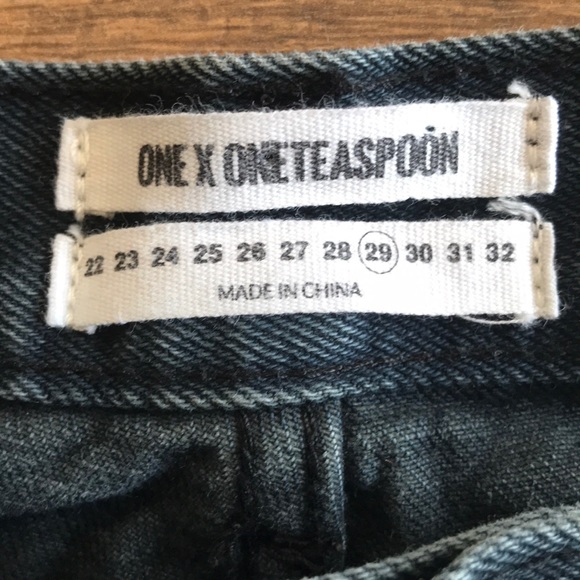 ONE X ONETEASPOON
22 23 24 25 26 27 28 29 30 31 32
MADE IN CHINA